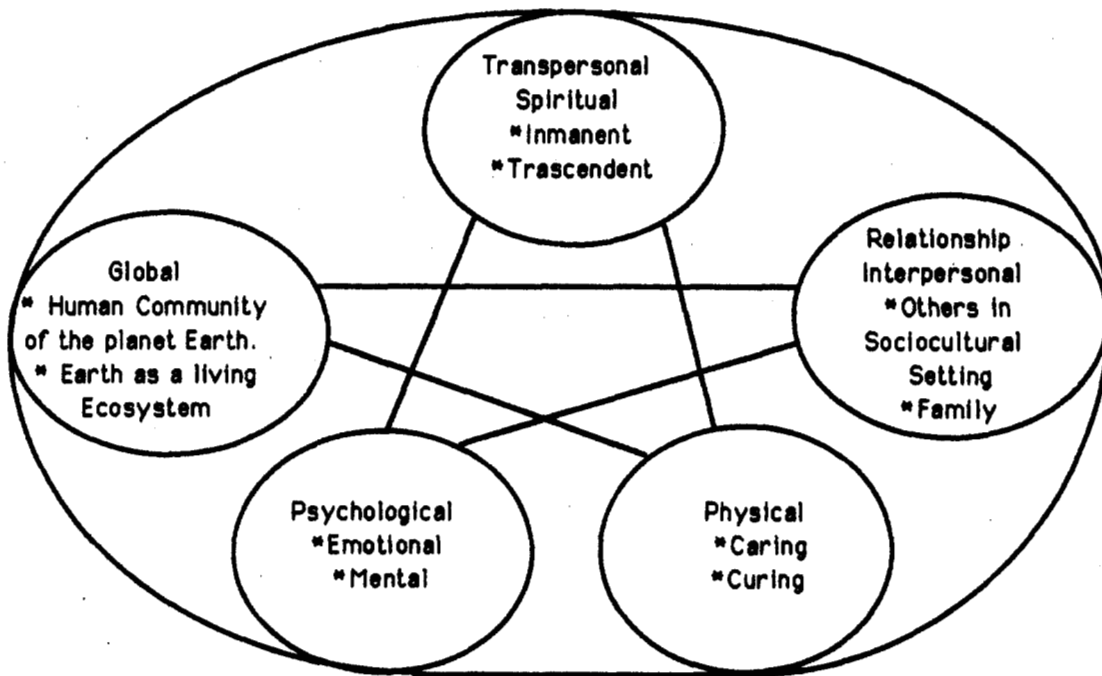 Transpersonal
Spiritual
*Inmanent
*Trascendent
Global
* Human Community
of the planet Earth.
* Earth as a living
Ecosystem
Relationship
Interpersonal
*Others in
Sociocultural
Setting
*Family
Psychological
*Emotional
*Mental
Physical
*Caring
*Curing